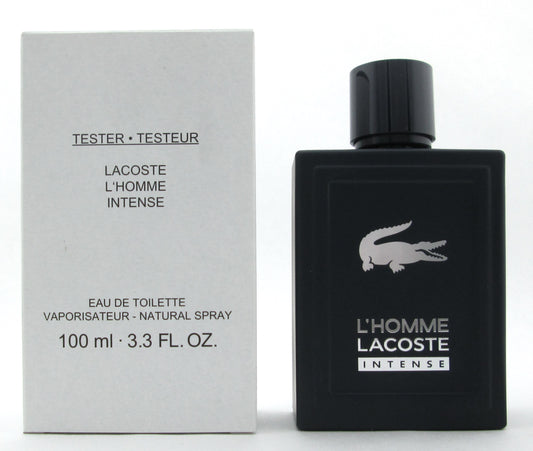 TESTER • TESTEUR
LACOSTE
L'HOMME
INTENSE
EAU DE TOILETTE
VAPORISATEUR - NATURAL SPRAY
100 ml · 3.3 FL. OZ.
L'HOMME
LACOSTE
INTENSE